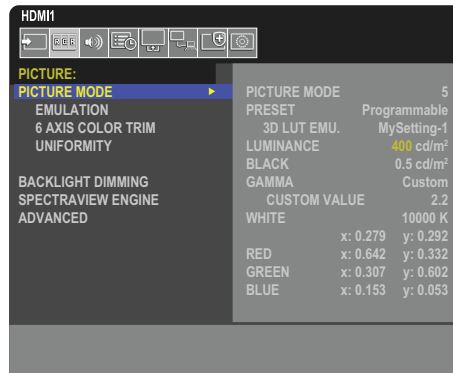 HDMI1
PICTURE:
PICTURE MODE
EMULATION
6 AXIS COLOR TRIM
UNIFORMITY
BACKLIGHT DIMMING
SPECTRAVIEW ENGINE
ADVANCED
PICTURE MODE 5
PRESET Programmable
3D LUT EMU. MySetting-1
LUMINANCE 400 cd/m²
BLACK 0.5 cd/m²
GAMMA Custom
CUSTOM VALUE 2.2
WHITE 10000 K
x: 0.279 y: 0.292
RED x: 0.642 y: 0.332
GREEN x: 0.307 y: 0.602
BLUE x: 0.153 y: 0.053